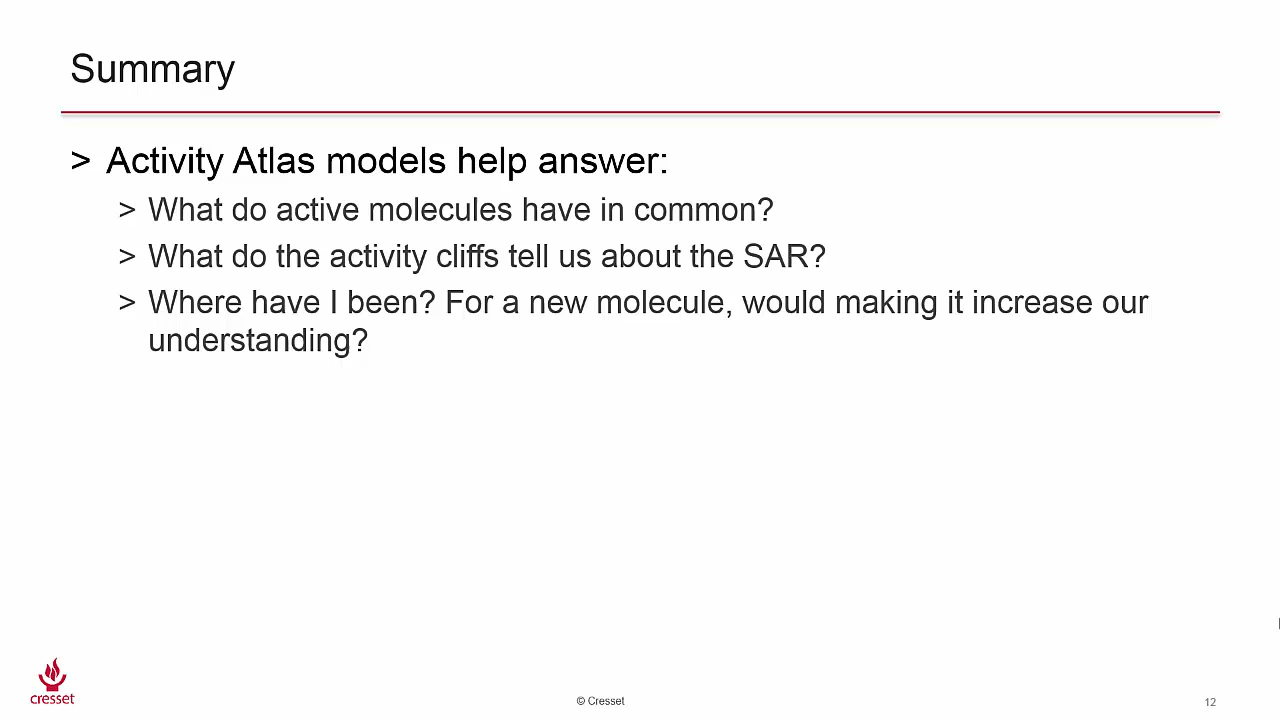 Summary
> Activity Atlas models help answer:
> What do active molecules have in common?
> What do the activity cliffs tell us about the SAR?
> Where have I been? For a new molecule, would making it increase our
understanding?
cresset
© Cresset
12